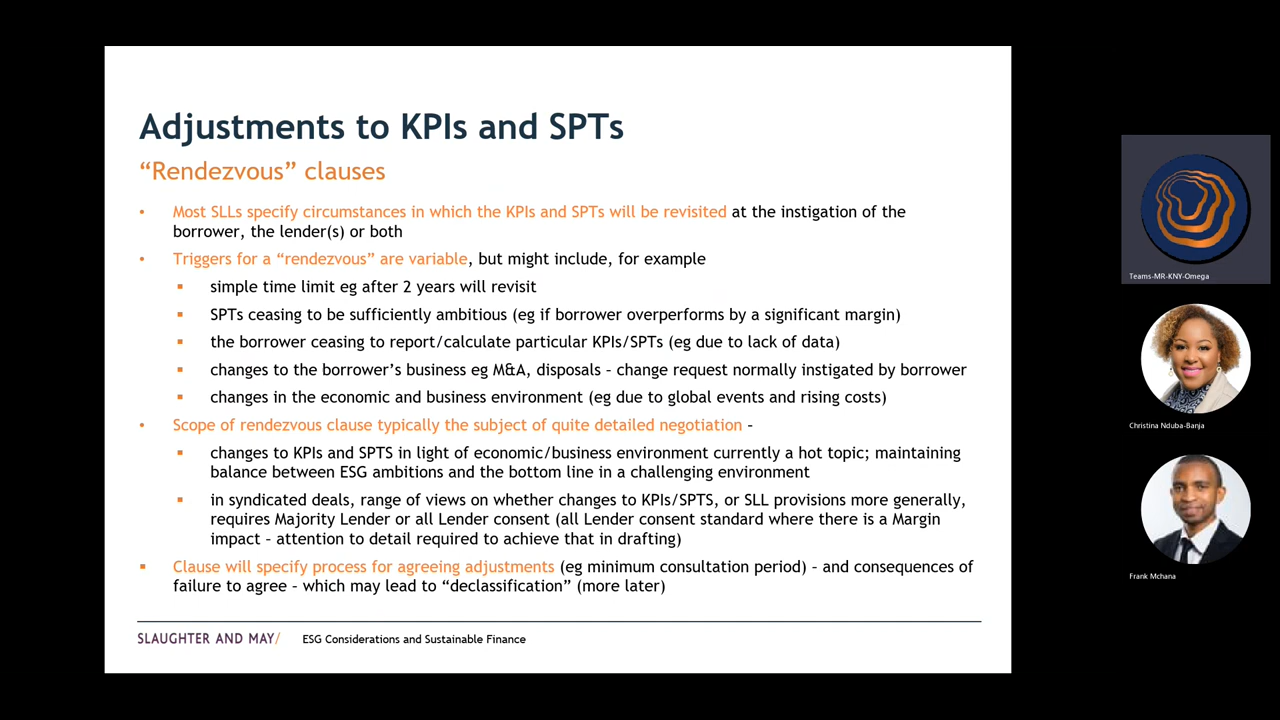 Adjustments to KPIs and SPTs
“Rendezvous” clauses
• Most SLLs specify circumstances in which the KPIs and SPTs will be revisited at the instigation of the
borrower, the lender(s) or both
• Triggers for a “rendezvous” are variable, but might include, for example
▪ simple time limit eg after 2 years will revisit
▪ SPTs ceasing to be sufficiently ambitious (eg if borrower overperforms by a significant margin)
▪ the borrower ceasing to report/calculate particular KPIs/SPTs (eg due to lack of data)
▪ changes to the borrower’s business eg M&A, disposals – change request normally instigated by borrower
▪ changes in the economic and business environment (eg due to global events and rising costs)
• Scope of rendezvous clause typically the subject of quite detailed negotiation –
▪ changes to KPIs and SPTS in light of economic/business environment currently a hot topic; maintaining
balance between ESG ambitions and the bottom line in a challenging environment
▪ in syndicated deals, range of views on whether changes to KPIs/SPTS, or SLL provisions more generally,
requires Majority Lender or all Lender consent (all Lender consent standard where there is a Margin
impact – attention to detail required to achieve that in drafting)
▪ Clause will specify process for agreeing adjustments (eg minimum consultation period) – and consequences of
failure to agree – which may lead to “declassification” (more later)
SLAUGHTER AND MAY/ ESG Considerations and Sustainable Finance
Teams-MR-KNY-Omega
Christina Nduba-Banja
Frank Mchana